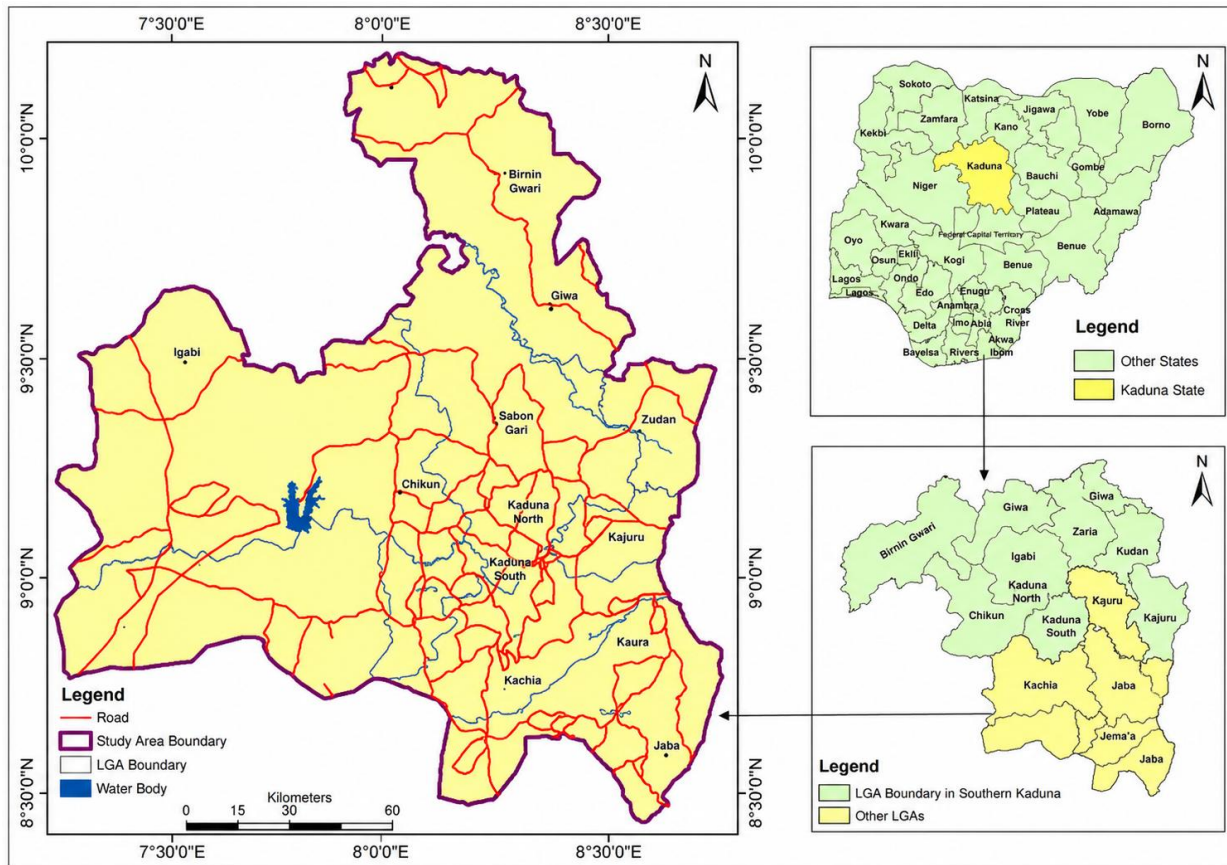 7°30'0"E
8°0'0"E
8°30'0"E
10°0'0"N
9°30'0"N
9°0'0"N
8°30'0"N
N
Birnin
Gwari
Giwa
Igabi
Sabon
Gari
Zudan
Chikun
Kaduna
North
Kajuru
Kaduna
South
Kaura
Kachia
Jaba
Legend
Road
Study Area Boundary
LGA Boundary
Water Body
Kilometers
0 15 30 45 60
7°30'0"E
8°0'0"E
8°30'0"E
10°0'0"N
9°30'0"N
9°0'0"N
8°30'0"N
N
Sokoto
Katsina
Jigawa
Yobe
Borno
Zamfara
Kano
Kekbi
Kaduna
Bauchi
Gombe
Niger
Plateau
Adamawa
Kwara
Federal Capital Territory
Oyo
Osun
Ekiti
Kogi
Benue
Benue
Lagos
Ondo
Lagos
Edo
Enugu
Anambra
Cross
River
Delta
Imo
Abia
Akwa
Ibom
Bayelsa
Rivers
Legend
Other States
Kaduna State
N
Birnin Gwari
Giwa
Giwa
Zaria
Igabi
Kudan
Kaduna
North
Kauru
Chikun
Kaduna
South
Kajuru
Kachia
Jaba
Jema'a
Jaba
Legend
LGA Boundary in Southern Kaduna
Other LGAs